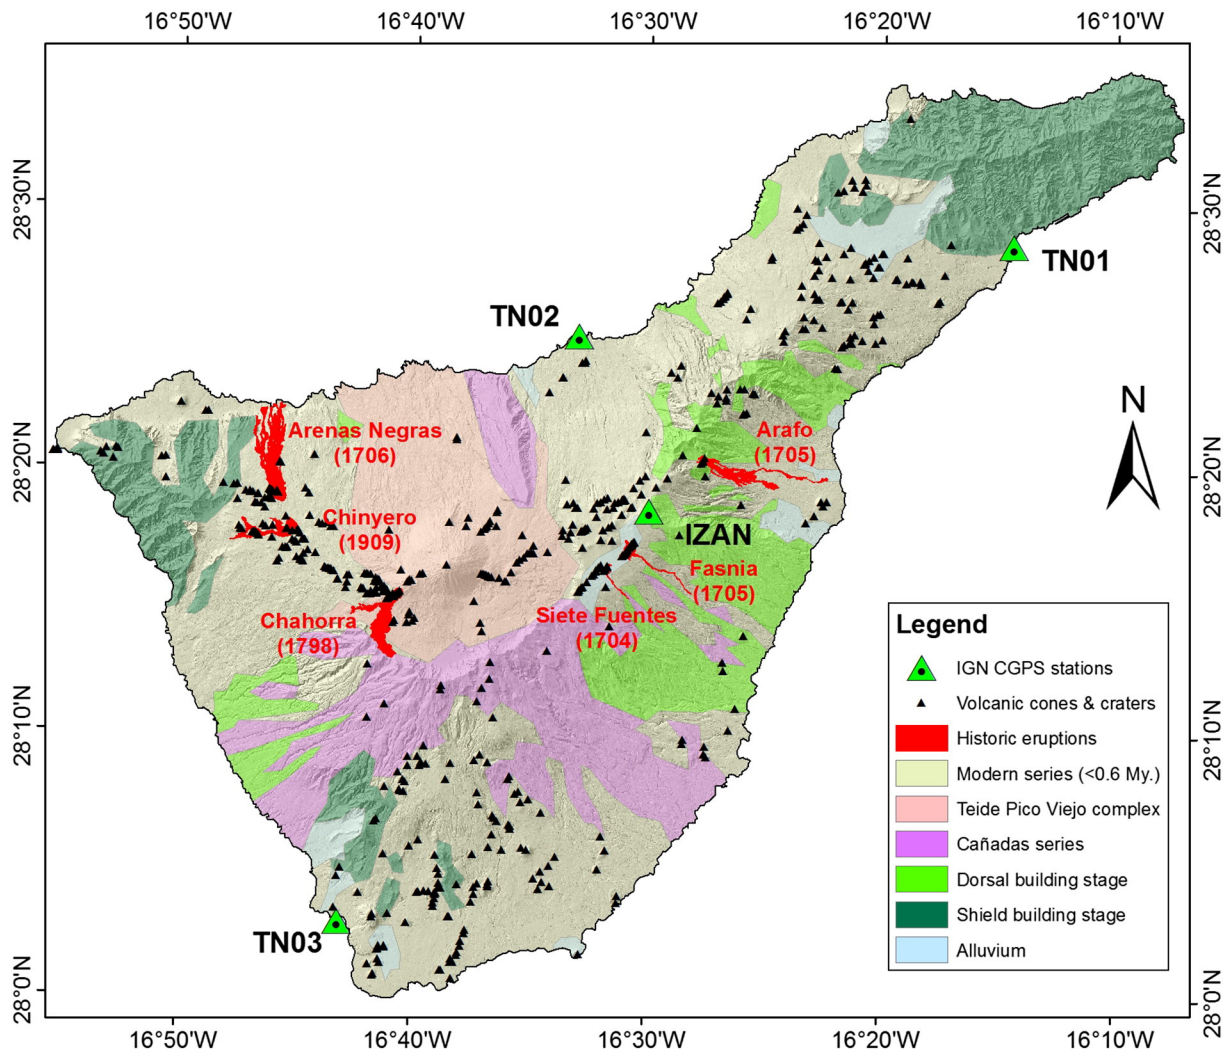 16°50'W
16°40'W
16°30'W
16°20'W
16°10'W
28°30'N
28°30'N
TN01
TN02
Arenas Negras
(1706)
Arafo
(1705)
28°20'N
28°20'N
Chinyero
(1909)
IZAN
Fasnia
(1705)
Chahorra
(1798)
Siete Fuentes
(1704)
N
28°10'N
28°10'N
TN03
28°0'N
28°0'N
Legend
IGN CGPS stations
Volcanic cones & craters
Historic eruptions
Modern series (<0.6 My.)
Teide Pico Viejo complex
Cañadas series
Dorsal building stage
Shield building stage
Alluvium
16°50'W
16°40'W
16°30'W
16°20'W
16°10'W